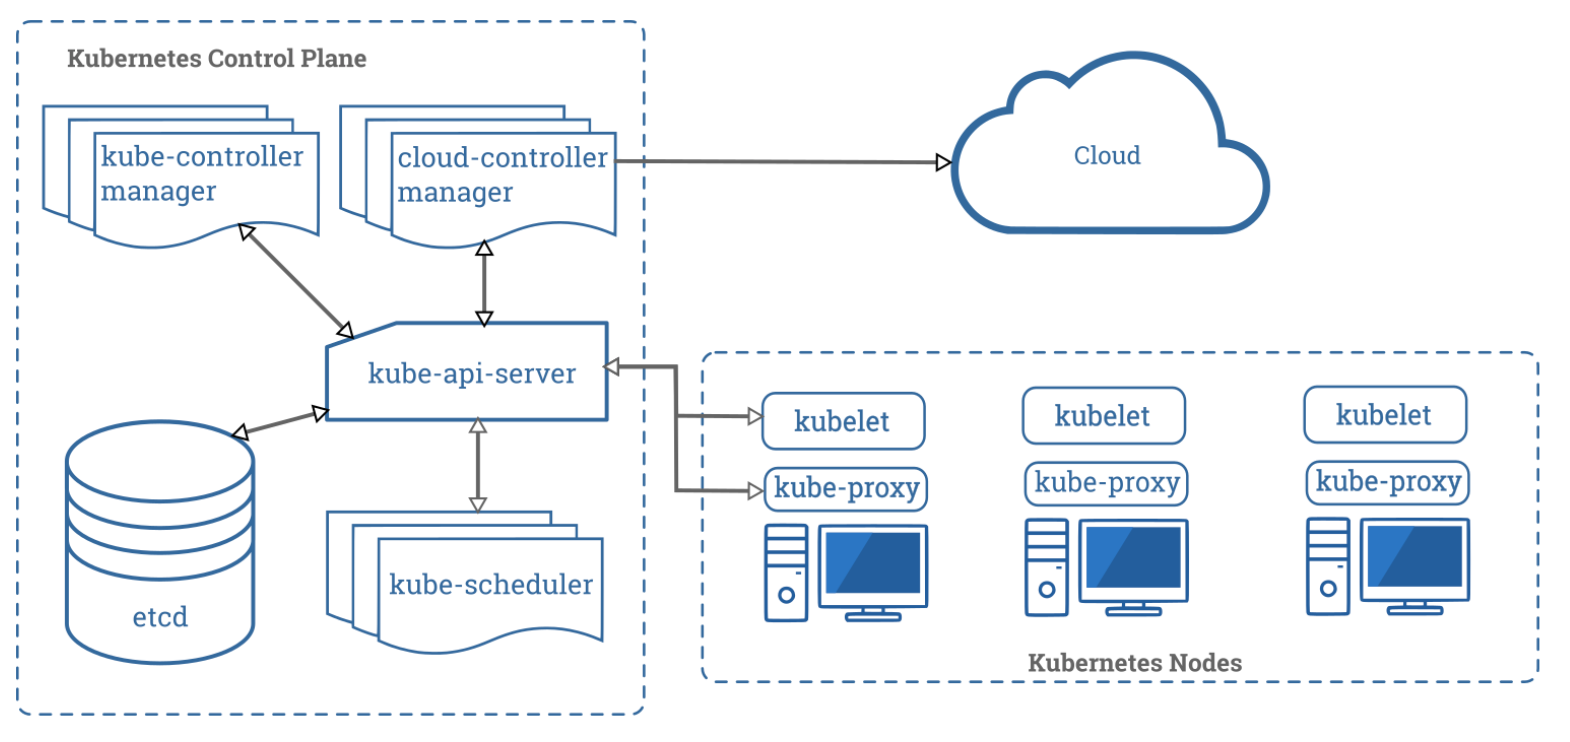 Kubernetes Control Plane
kube-controller
manager
cloud-controller
manager
Cloud
kube-api-server
etcd
kube-scheduler
kubelet
kube-proxy
kubelet
kube-proxy
kubelet
kube-proxy
Kubernetes Nodes